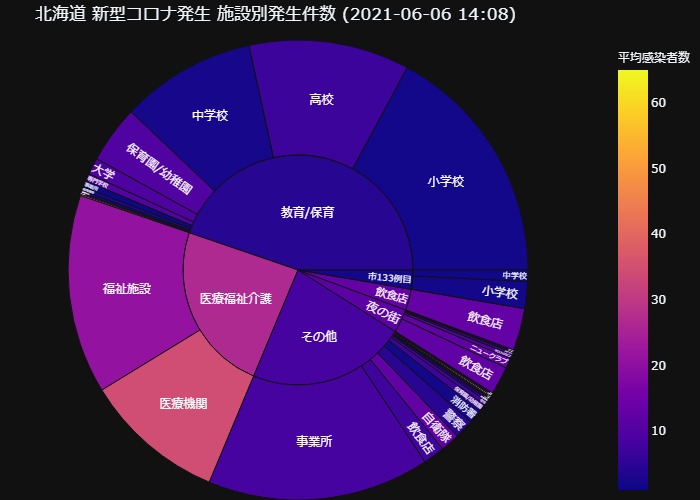 北海道 新型コロナ発生 施設別発生件数 (2021-06-06 14:08)
平均感染者数
60
50
40
30
20
10
高校
中学校
小学校
保育園/幼稚園
大学
専門学校
教育/保育
中学校
市133例目
小学校
飲食店
飲食店
福祉施設
医療福祉介護
夜の街
その他
ニュークラブ
飲食店
医療機関
消防署
警察
自衛隊
飲食店
事業所